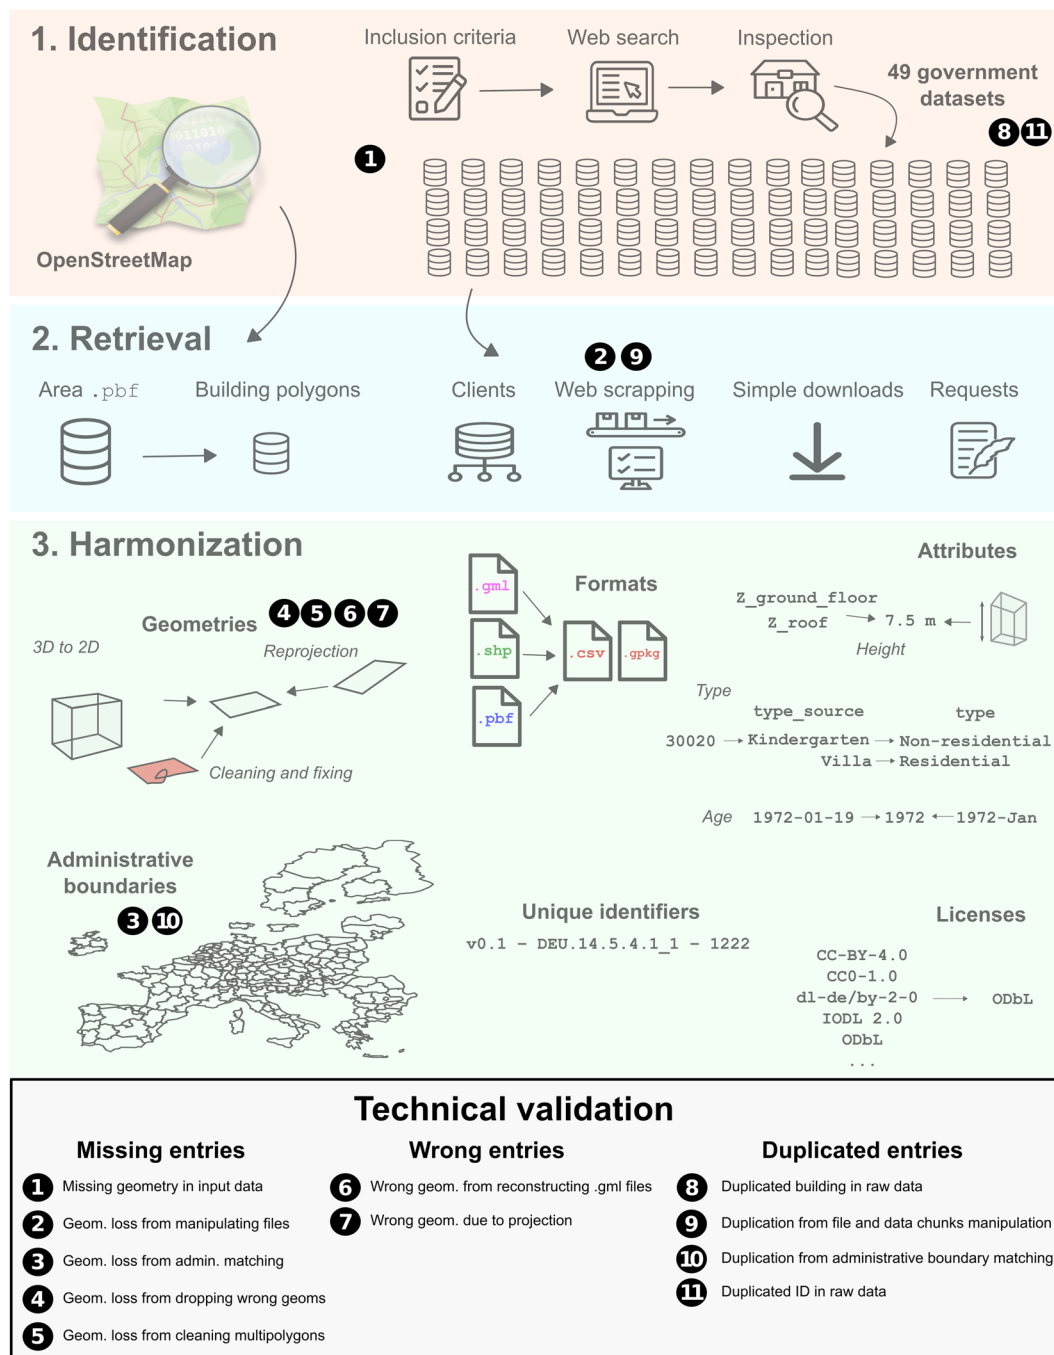 1. Identification
Inclusion criteria
Web search
Inspection
49 government
datasets
8 11
1
011010
OpenStreetMap
2. Retrieval
2 9
Area .pbf
Building polygons
Clients
Web scrapping
Simple downloads
Requests
3. Harmonization
Geometries
4 5 6 7
3D to 2D
Reprojection
Cleaning and fixing
Formats
.gml
.shp
.pbf
.csv
.gpkg
Attributes
Z_ground_floor
Z_roof
7.5 m
Height
Type
type_source
type
30020
Kindergarten
Non-residential
Villa
Residential
Age
1972-01-19
1972
1972-Jan
Administrative
boundaries
3 10
Unique identifiers
v0.1 – DEU.14.5.4.1_1 – 1222
Licenses
CC-BY-4.0
CC0-1.0
dl-de/by-2-0
ODbL
IODL 2.0
ODbL
...
Technical validation
Missing entries
1 Missing geometry in input data
2 Geom. loss from manipulating files
3 Geom. loss from admin. matching
4 Geom. loss from dropping wrong geoms
5 Geom. loss from cleaning multipolygons
Wrong entries
6 Wrong geom. from reconstructing .gml files
7 Wrong geom. due to projection
Duplicated entries
8 Duplicated building in raw data
9 Duplication from file and data chunks manipulation
10 Duplication from administrative boundary matching
11 Duplicated ID in raw data